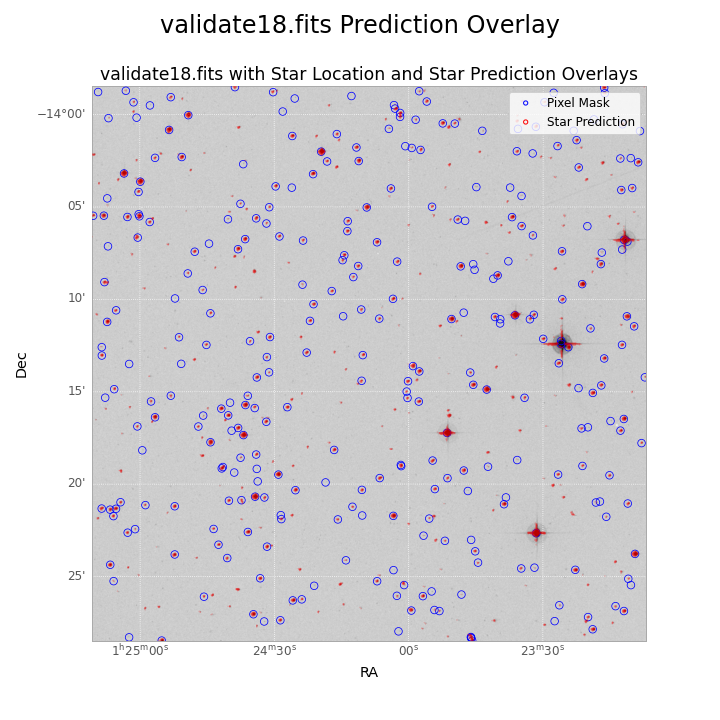 validate18.fits Prediction Overlay
validate18.fits with Star Location and Star Prediction Overlays
Pixel Mask
Star Prediction
−14°00'
05'
10'
15'
20'
25'
Dec
1ʰ25ᵐ00ˢ
24ᵐ30ˢ
00ˢ
23ᵐ30ˢ
RA